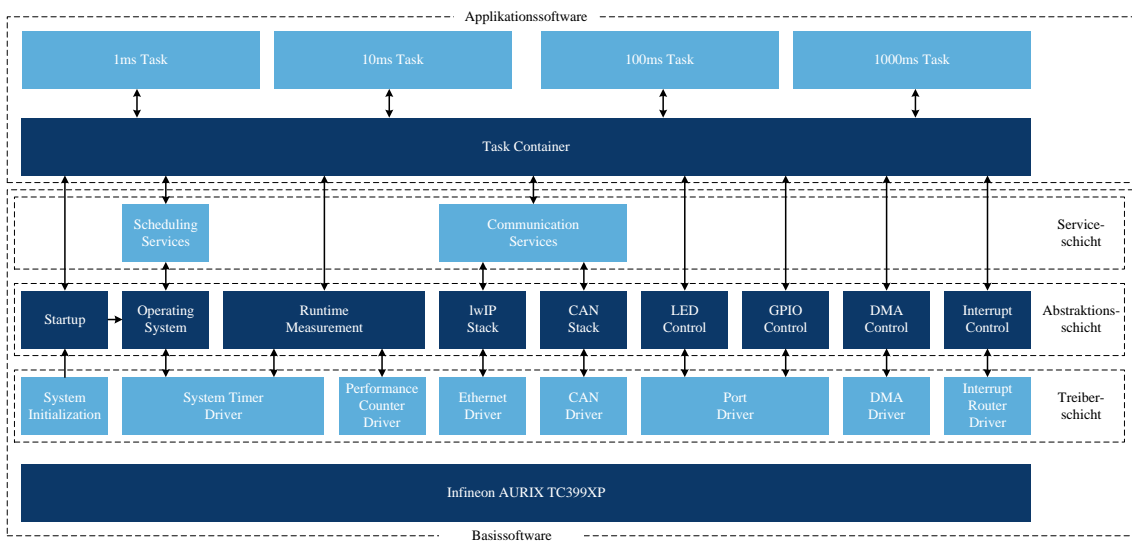 Applikationssoftware
1ms Task
10ms Task
100ms Task
1000ms Task
Task Container
Scheduling
Services
Communication
Services
Service-
schicht
Startup
Operating
System
Runtime
Measurement
lwIP
Stack
CAN
Stack
LED
Control
GPIO
Control
DMA
Control
Interrupt
Control
Abstraktions-
schicht
System
Initialization
System Timer
Driver
Performance
Counter
Driver
Ethernet
Driver
CAN
Driver
Port
Driver
DMA
Driver
Interrupt
Router
Driver
Treiber-
schicht
Infineon AURIX TC399XP
Basissoftware